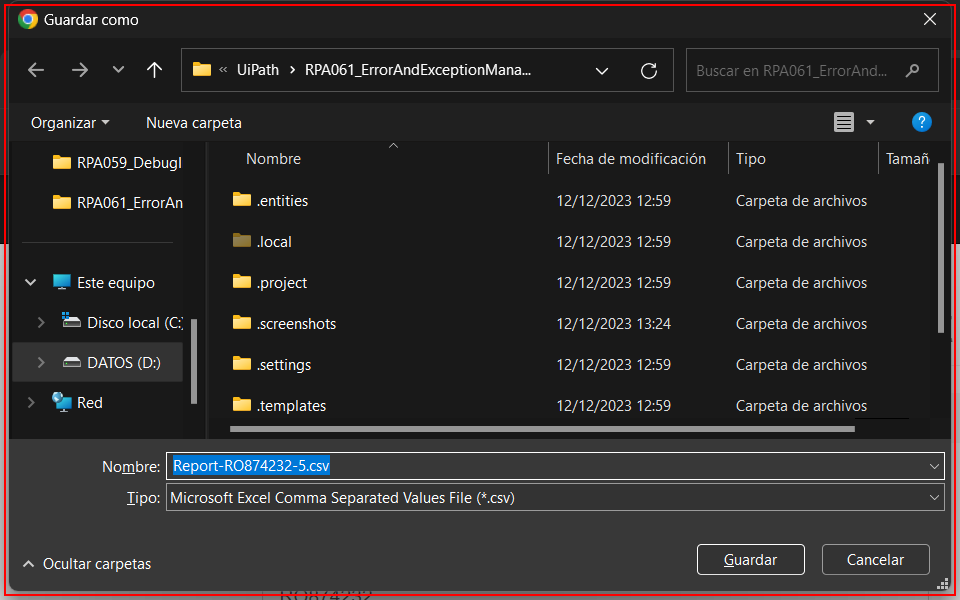 Guardar como
« UiPath › RPA061_ErrorAndExceptionMana...
Buscar en RPA061_ErrorAnd...
Organizar
Nueva carpeta
?
RPA059_DebugI
RPA061_ErrorAn
Este equipo
Disco local (C:)
DATOS (D:)
Red
Nombre Fecha de modificación Tipo Tamañ
.entities 12/12/2023 12:59 Carpeta de archivos
.local 12/12/2023 12:59 Carpeta de archivos
.project 12/12/2023 12:59 Carpeta de archivos
.screenshots 12/12/2023 13:24 Carpeta de archivos
.settings 12/12/2023 12:59 Carpeta de archivos
.templates 12/12/2023 12:59 Carpeta de archivos
Nombre: Report-RO874232-5.csv
Tipo: Microsoft Excel Comma Separated Values File (*.csv)
Ocultar carpetas
Guardar
Cancelar
RO874232